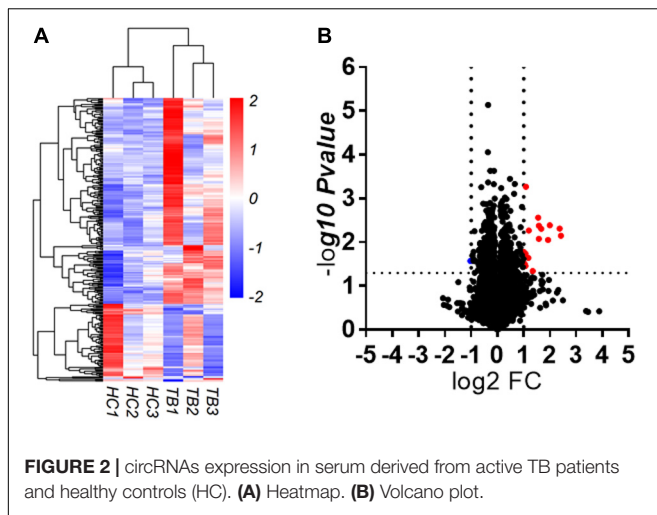 A
2
1
0
-1
-2
HC1 HC2 HC3 TB1 TB2 TB3
B
6
5
4
3
2
1
0
-log10 Pvalue
-5 -4 -3 -2 -1 0 1 2 3 4 5
log2 FC
FIGURE 2 | circRNAs expression in serum derived from active TB patients
and healthy controls (HC). (A) Heatmap. (B) Volcano plot.